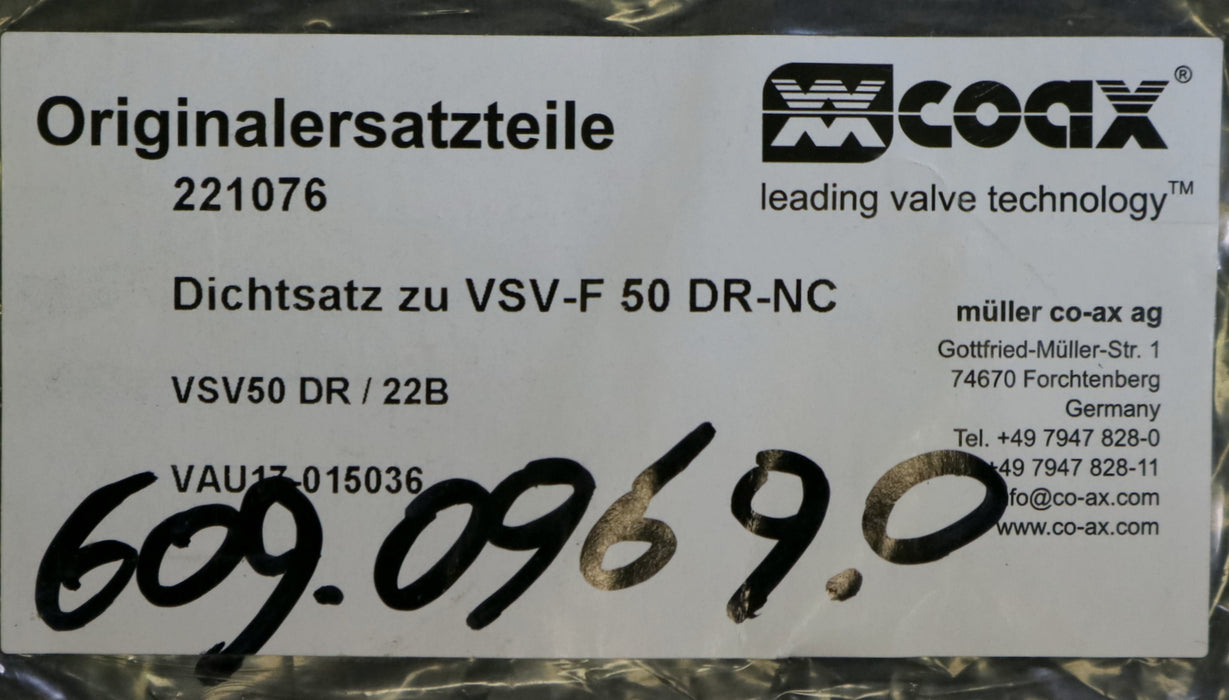 Originalersatzteile
221076
Dichtsatz zu VSV-F 50 DR-NC
VSV50 DR / 22B
VAU17-015036
609.0969.0
coax®
leading valve technology™
müller co-ax ag
Gottfried-Müller-Str. 1
74670 Forchtenberg
Germany
Tel. +49 7947 828-0
+49 7947 828-11
www.co-ax.com